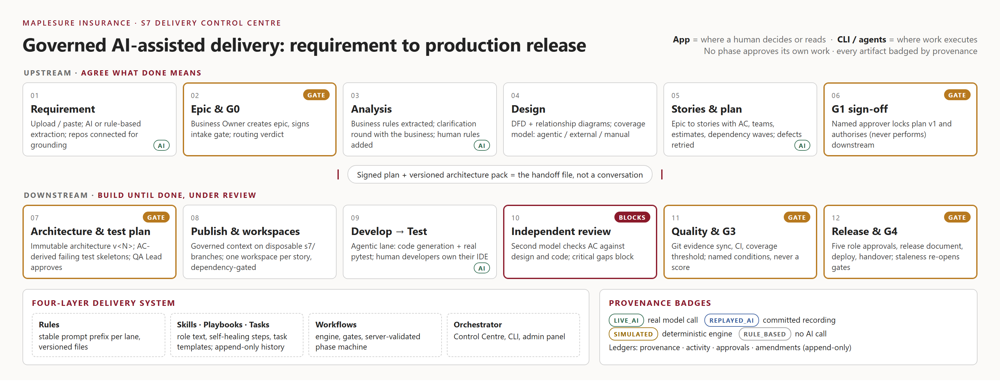 MAPLESURE INSURANCE · S7 DELIVERY CONTROL CENTRE
Governed AI-assisted delivery: requirement to production release
App = where a human decides or reads · CLI / agents = where work executes
No phase approves its own work · every artifact badged by provenance
UPSTREAM · AGREE WHAT DONE MEANS
01
Requirement
Upload / paste; AI or rule-based
extraction; repos connected for
grounding
AI
02
GATE
Epic & G0
Business Owner creates epic, signs
intake gate; routing verdict
03
Analysis
Business rules extracted; clarification
round with the business; human rules
added
AI
04
Design
DFD + relationship diagrams; coverage
model: agentic / external / manual
05
Stories & plan
Epic to stories with AC, teams,
estimates, dependency waves; defects
retried
AI
06
GATE
G1 sign-off
Named approver locks plan v1 and
authorises (never performs)
downstream
Signed plan + versioned architecture pack = the handoff file, not a conversation
DOWNSTREAM · BUILD UNTIL DONE, UNDER REVIEW
07
GATE
Architecture & test plan
Immutable architecture v<N>; AC-
derived failing test skeletons; QA Lead
approves
08
Publish & workspaces
Governed context on disposable s7/
branches; one workspace per story,
dependency-gated
09
Develop → Test
Agentic lane: code generation + real
pytest; human developers own their IDE
AI
10
BLOCKS
Independent review
Second model checks AC against
design and code; critical gaps block
11
GATE
Quality & G3
Git evidence sync, CI, coverage
threshold; named conditions, never a
score
12
GATE
Release & G4
Five role approvals, release document,
deploy, handover; staleness re-opens
gates
FOUR-LAYER DELIVERY SYSTEM
Rules
stable prompt prefix per lane,
versioned files
Skills · Playbooks · Tasks
role text, self-healing steps, task
templates; append-only history
Workflows
engine, gates, server-validated
phase machine
Orchestrator
Control Centre, CLI, admin panel
PROVENANCE BADGES
LIVE_AI real model call REPLAYED_AI committed recording
SIMULATED deterministic engine RULE_BASED no AI call
Ledgers: provenance · activity · approvals · amendments (append-only)